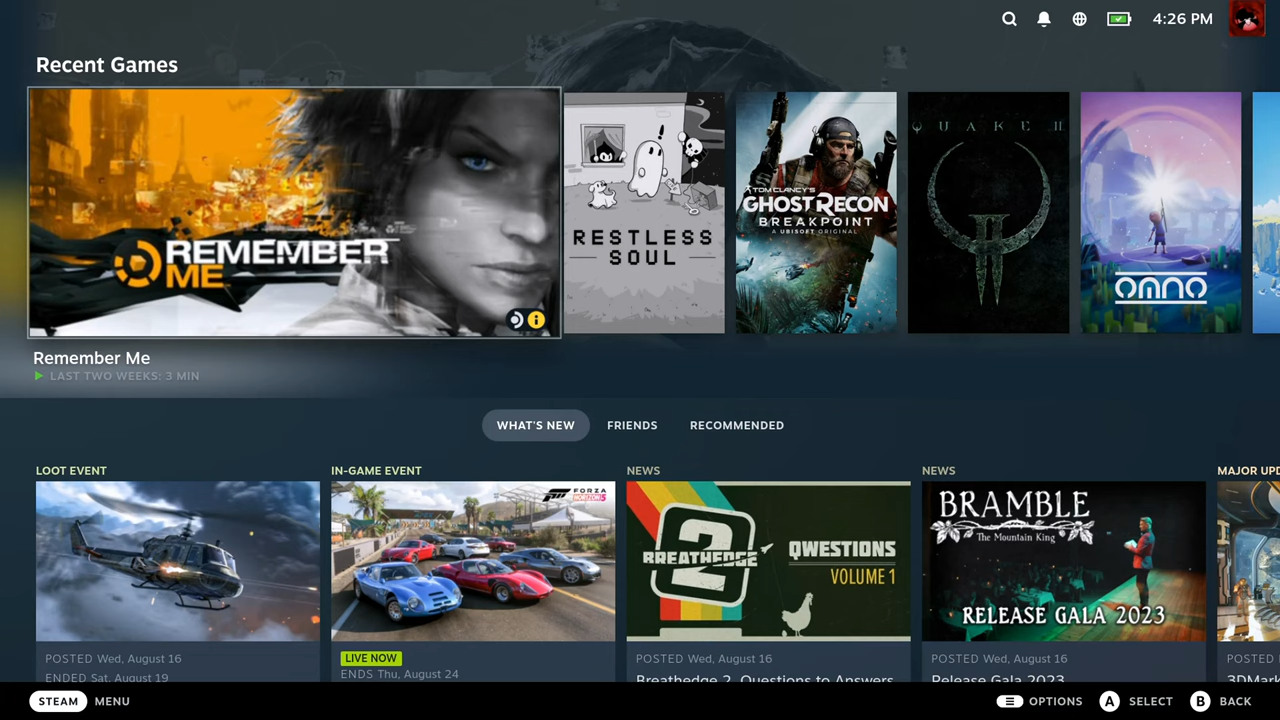 4:26 PM
Recent Games
REMEMBER
ME
RESTLESS
SOUL
TOM CLANCY'S
GHOST RECON
BREAKPOINT
A UBISOFT ORIGINAL
QUAKE II
OMNO
Remember Me
LAST TWO WEEKS: 3 MIN
WHAT'S NEW
FRIENDS
RECOMMENDED
LOOT EVENT
IN-GAME EVENT
NEWS
NEWS
MAJOR UPD
FORZA
HORIZON 5
BREATHEDGE
2
QWESTIONS
VOLUME 1
BRAMBLE
The Mountain King
RELEASE GALA 2023
POSTED Wed, August 16
ENDED Sat, August 19
LIVE NOW
ENDS Thu, August 24
POSTED Wed, August 16
Breathedge 2. Questions to Answers
POSTED Wed, August 16
Release Gala 2023
POSTED
3DMark
STEAM MENU
OPTIONS
A SELECT
B BACK